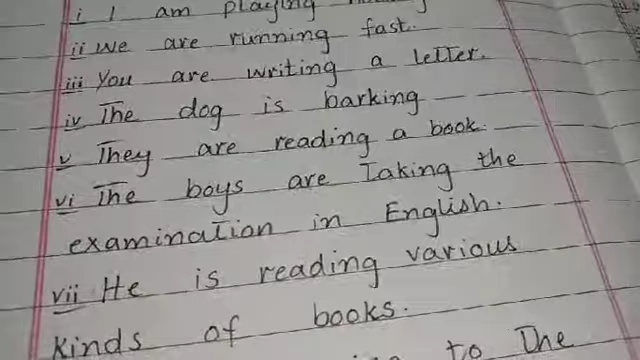 i I am playing
ii We are running fast.
iii You are writing a letter.
iv The dog is barking
v They are reading a book.
vi The boys are Taking the
examination in English.
vii He is reading various
kinds of books.
to The